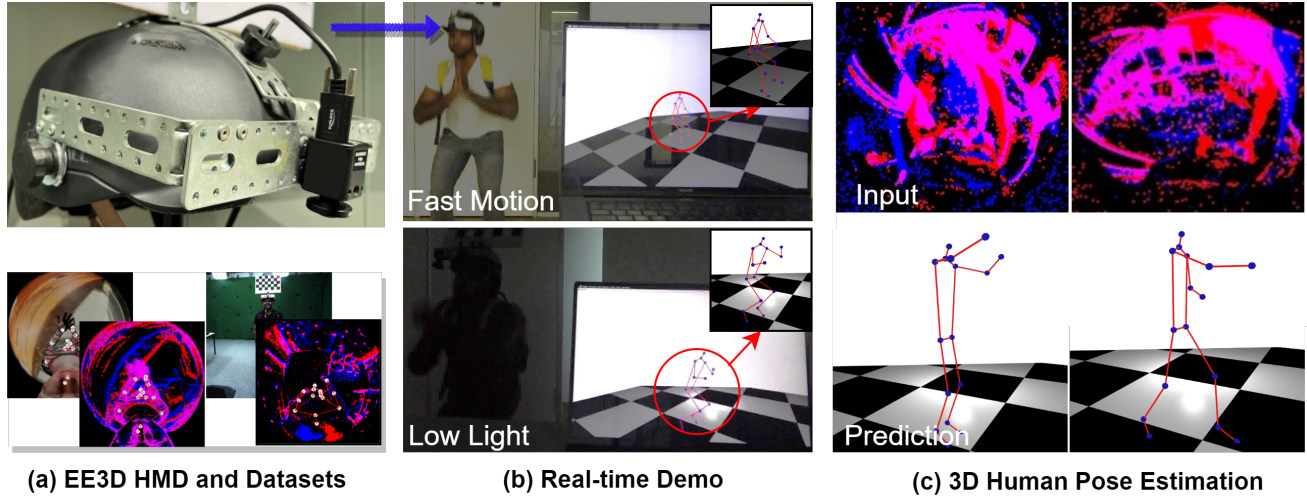 Fast Motion
Input
Low Light
Prediction
(a) EE3D HMD and Datasets
(b) Real-time Demo
(c) 3D Human Pose Estimation